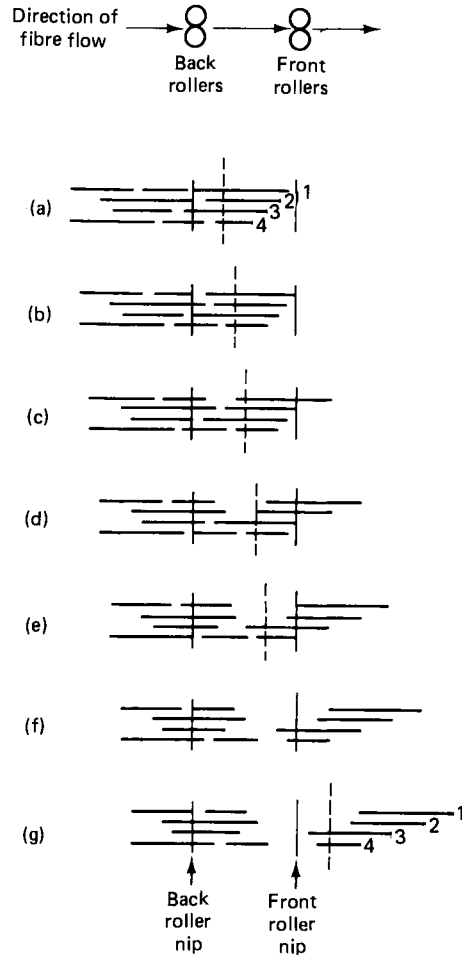 Direction of
fibre flow
Back
rollers
Front
rollers
(a)
1
2
3
4
(b)
(c)
(d)
(e)
(f)
(g)
1
2
3
4
Back
roller
nip
Front
roller
nip